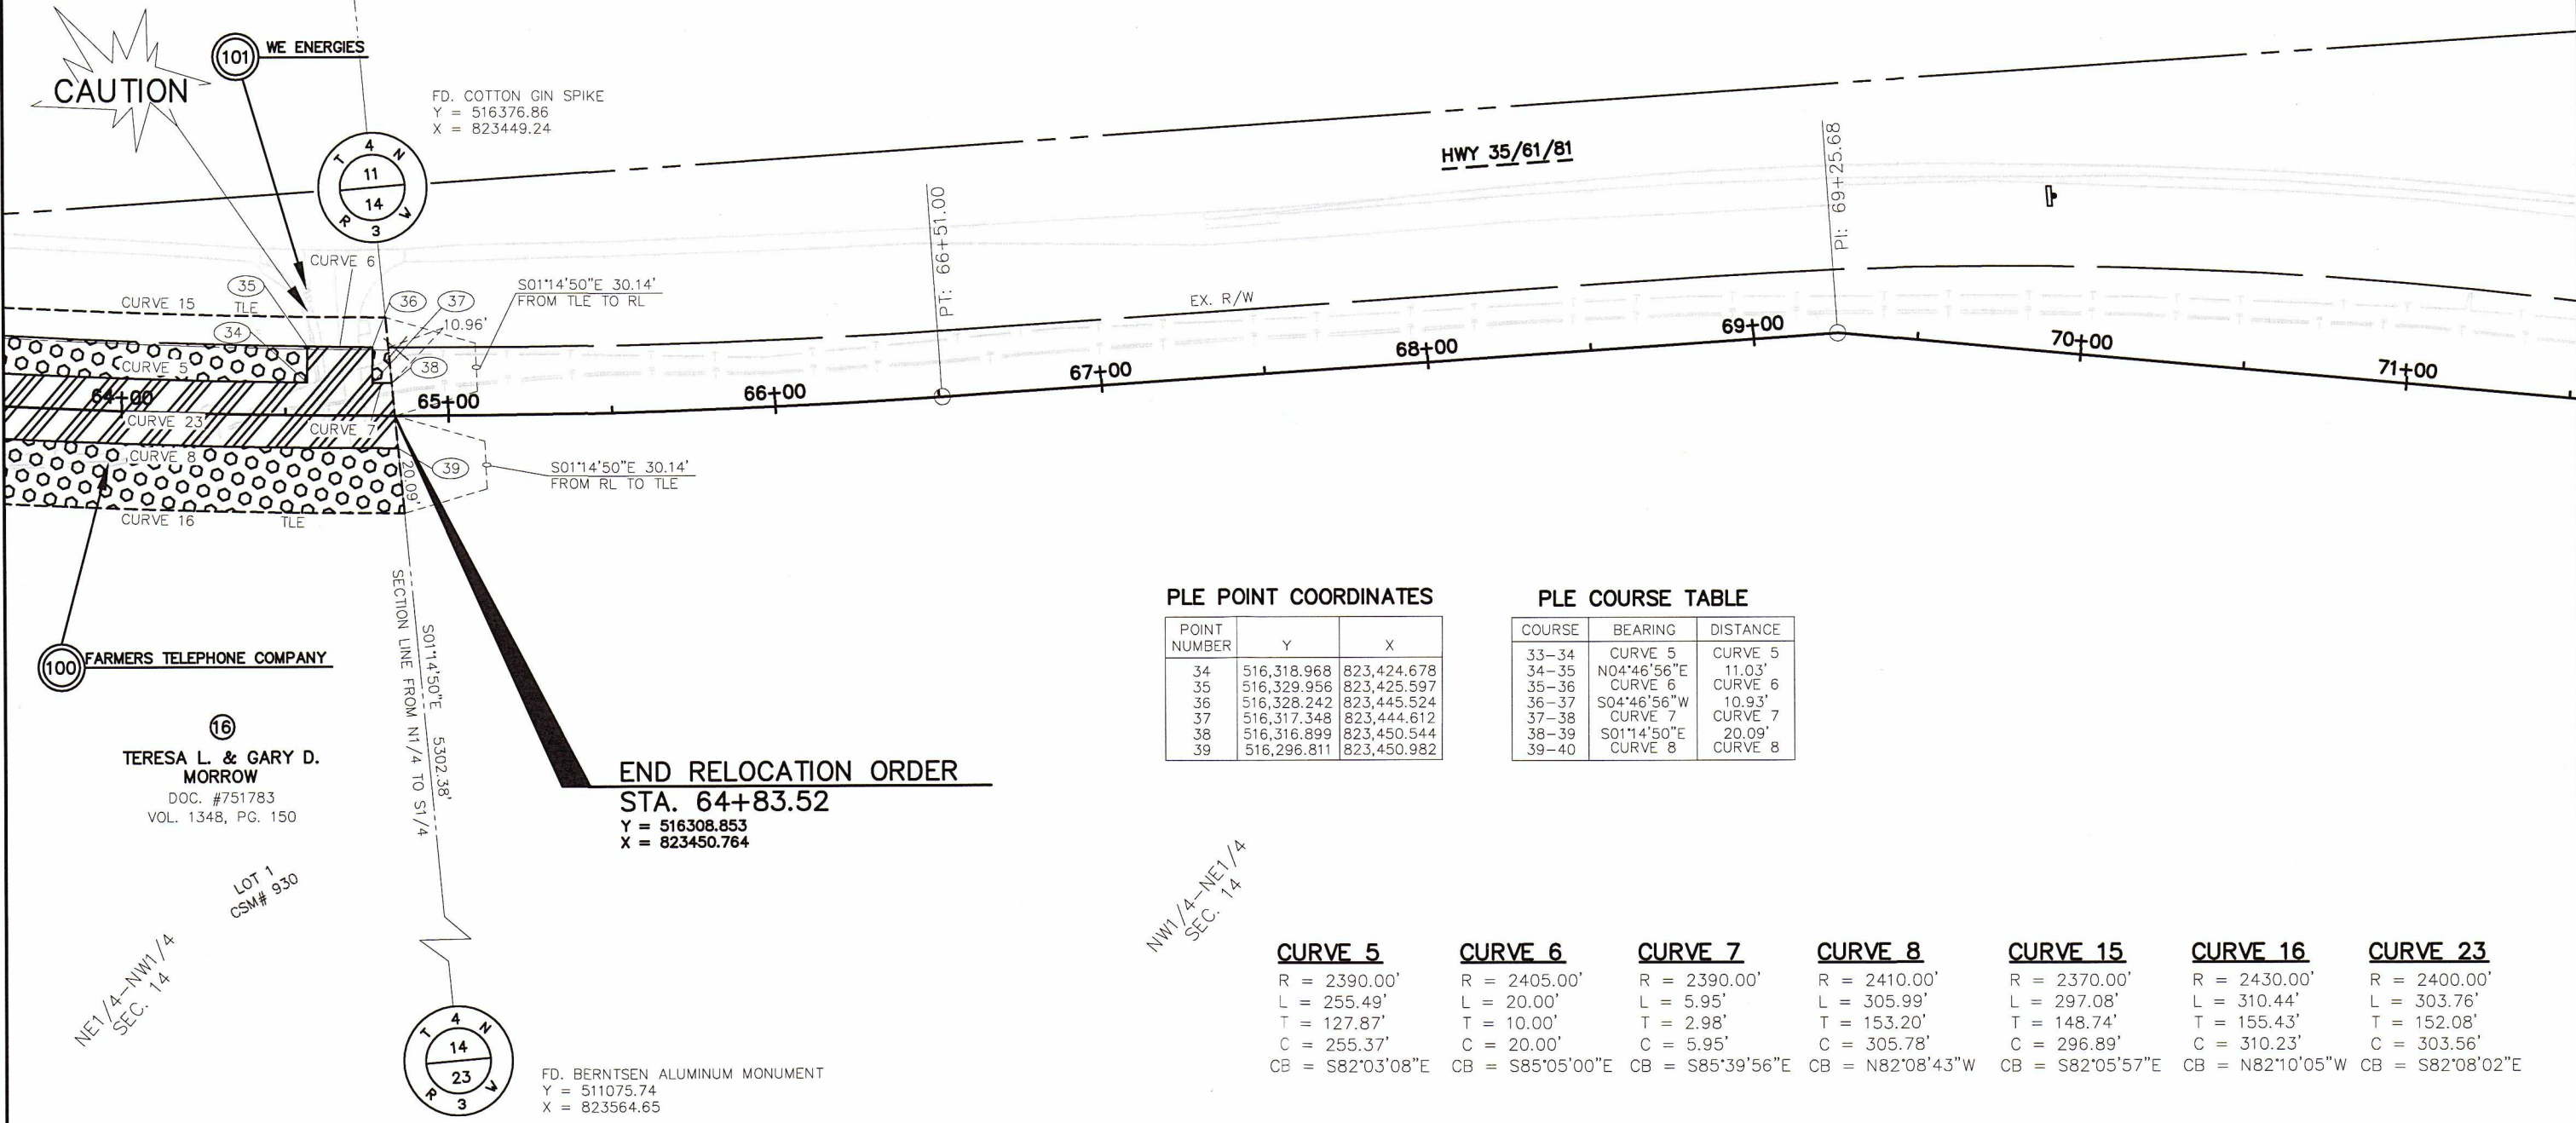 CAUTION
101
WE ENERGIES
FD. COTTON GIN SPIKE
Y = 516376.86
X = 823449.24
T 4 N
11
14
R 3 W
HWY 35/61/81
PT: 66+51.00
PI: 69+25.68
CURVE 6
35
CURVE 15
TLE
34
36
37
10.96'
S01°14'50"E 30.14'
FROM TLE TO RL
EX. R/W
38
CURVE 5
64+00
65+00
66+00
67+00
68+00
69+00
70+00
71+00
CURVE 23
CURVE 7
CURVE 8
39
20.09'
S01°14'50"E 30.14'
FROM RL TO TLE
CURVE 16
TLE
SECTION LINE FROM N1/4 TO S1/4
S01°14'50"E 5302.38'
100
FARMERS TELEPHONE COMPANY
16
TERESA L. & GARY D.
MORROW
DOC. #751783
VOL. 1348, PG. 150
LOT 1
CSM# 930
NE1/4-NW1/4
SEC. 14
END RELOCATION ORDER
STA. 64+83.52
Y = 516308.853
X = 823450.764
T 4 N
14
23
R 3 W
FD. BERNTSEN ALUMINUM MONUMENT
Y = 511075.74
X = 823564.65
NW1/4-NE1/4
SEC. 14
PLE POINT COORDINATES
POINT NUMBER Y X
34 516,318.968 823,424.678
35 516,329.956 823,425.597
36 516,328.242 823,445.524
37 516,317.348 823,444.612
38 516,316.899 823,450.544
39 516,296.811 823,450.982
PLE COURSE TABLE
COURSE BEARING DISTANCE
33-34 CURVE 5 CURVE 5
34-35 N04°46'56"E 11.03'
35-36 CURVE 6 CURVE 6
36-37 S04°46'56"W 10.93'
37-38 CURVE 7 CURVE 7
38-39 S01°14'50"E 20.09'
39-40 CURVE 8 CURVE 8
CURVE 5
R = 2390.00'
L = 255.49'
T = 127.87'
C = 255.37'
CB = S82°03'08"E
CURVE 6
R = 2405.00'
L = 20.00'
T = 10.00'
C = 20.00'
CB = S85°05'00"E
CURVE 7
R = 2390.00'
L = 5.95'
T = 2.98'
C = 5.95'
CB = S85°39'56"E
CURVE 8
R = 2410.00'
L = 305.99'
T = 153.20'
C = 305.78'
CB = N82°08'43"W
CURVE 15
R = 2370.00'
L = 297.08'
T = 148.74'
C = 296.89'
CB = S82°05'57"E
CURVE 16
R = 2430.00'
L = 310.44'
T = 155.43'
C = 310.23'
CB = N82°10'05"W
CURVE 23
R = 2400.00'
L = 303.76'
T = 152.08'
C = 303.56'
CB = S82°08'02"E